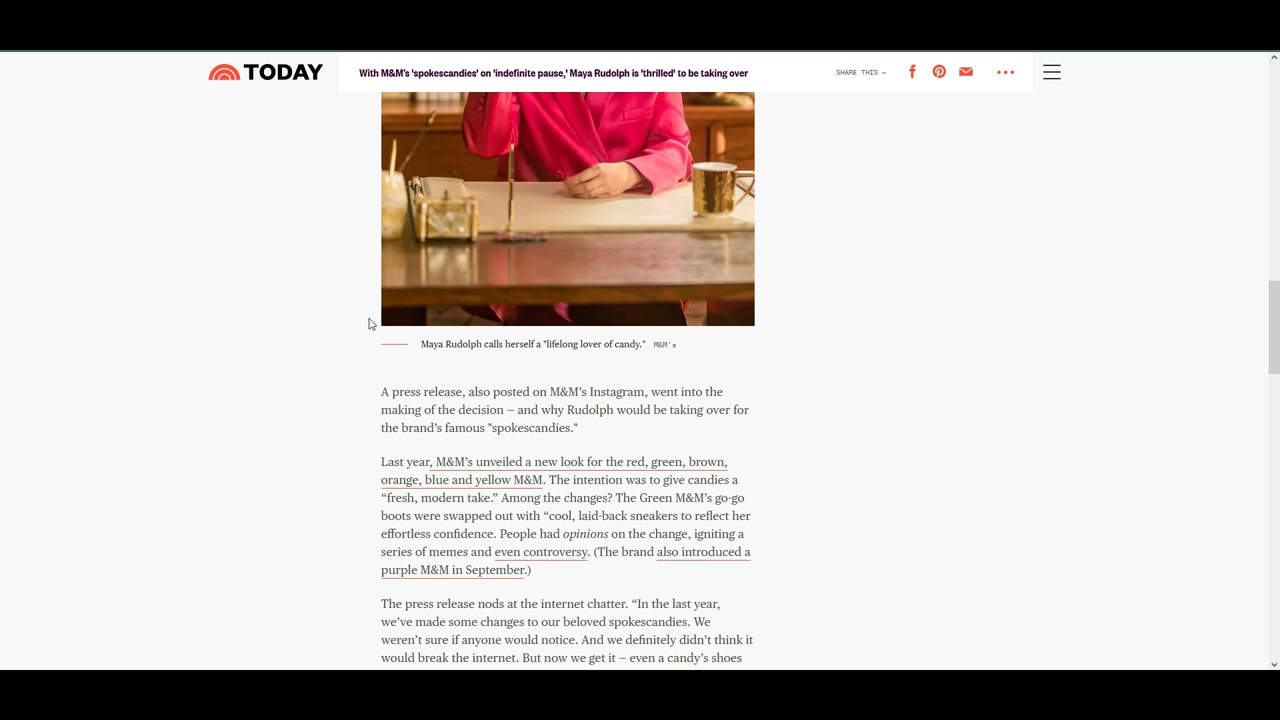 TODAY
With M&M's 'spokescandies' on 'indefinite pause,' Maya Rudolph is 'thrilled' to be taking over
SHARE THIS —
Maya Rudolph calls herself a "lifelong lover of candy." M&M's
A press release, also posted on M&M’s Instagram, went into the
making of the decision — and why Rudolph would be taking over for
the brand’s famous "spokescandies."
Last year, M&M’s unveiled a new look for the red, green, brown,
orange, blue and yellow M&M. The intention was to give candies a
“fresh, modern take.” Among the changes? The Green M&M’s go-go
boots were swapped out with “cool, laid-back sneakers to reflect her
effortless confidence. People had opinions on the change, igniting a
series of memes and even controversy. (The brand also introduced a
purple M&M in September.)
The press release nods at the internet chatter. “In the last year,
we’ve made some changes to our beloved spokescandies. We
weren’t sure if anyone would notice. And we definitely didn’t think it
would break the internet. But now we get it — even a candy’s shoes